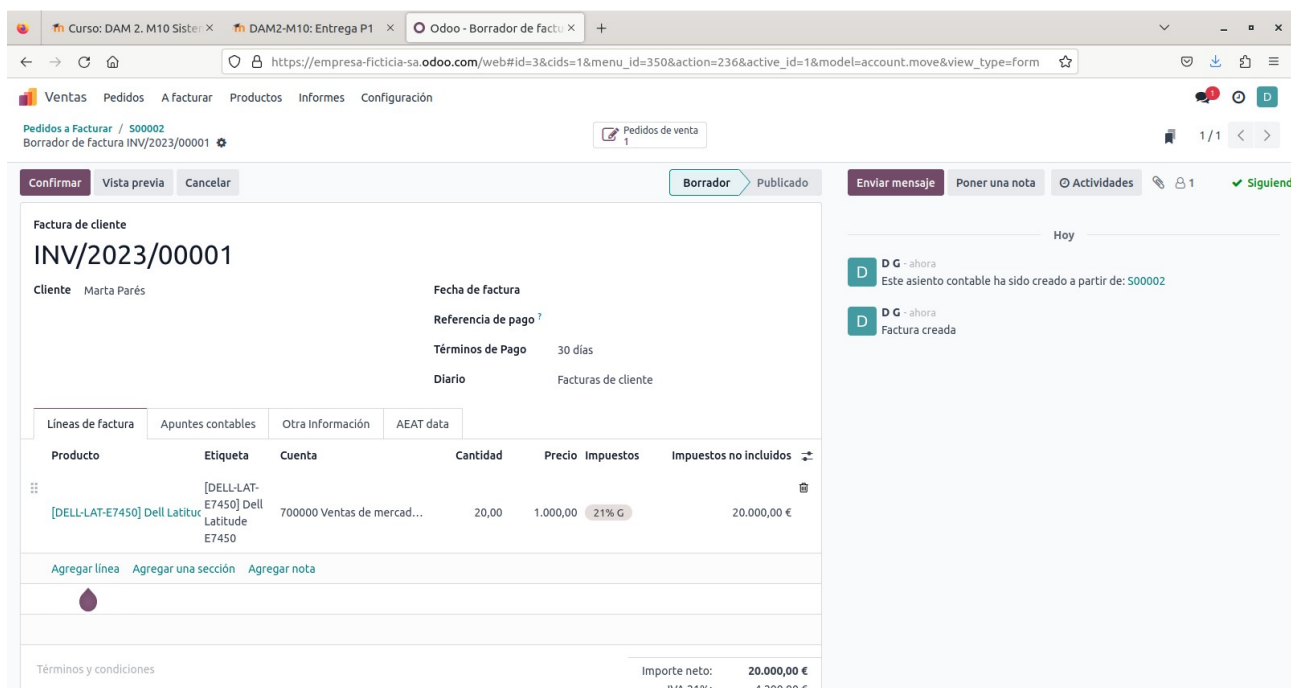 Curso: DAM 2. M10 Sister
DAM2-M10: Entrega P1
Odoo - Borrador de factu
https://empresa-ficticia-sa.odoo.com/web#id=3&cids=1&menu_id=350&action=236&active_id=1&model=account.move&view_type=form
Ventas Pedidos A facturar Productos Informes Configuración
1
D
Pedidos a Facturar / S00002
Borrador de factura INV/2023/00001
Pedidos de venta
1
1/1
Confirmar Vista previa Cancelar
Borrador Publicado
Enviar mensaje Poner una nota Actividades 1 Siguiend
Factura de cliente
INV/2023/00001
Cliente Marta Parés
Fecha de factura
Referencia de pago ?
Términos de Pago 30 días
Diario Facturas de cliente
Hoy
D
D G - ahora
Este asiento contable ha sido creado a partir de: S00002
D
D G - ahora
Factura creada
Líneas de factura Apuntes contables Otra Información AEAT data
Producto Etiqueta Cuenta Cantidad Precio Impuestos Impuestos no incluidos
[DELL-LAT-E7450] Dell Latituc
[DELL-LAT-
E7450] Dell
Latitude
E7450
700000 Ventas de mercad... 20,00 1.000,00 21% G 20.000,00 €
Agregar línea Agregar una sección Agregar nota
Términos y condiciones
Importe neto: 20.000,00 €